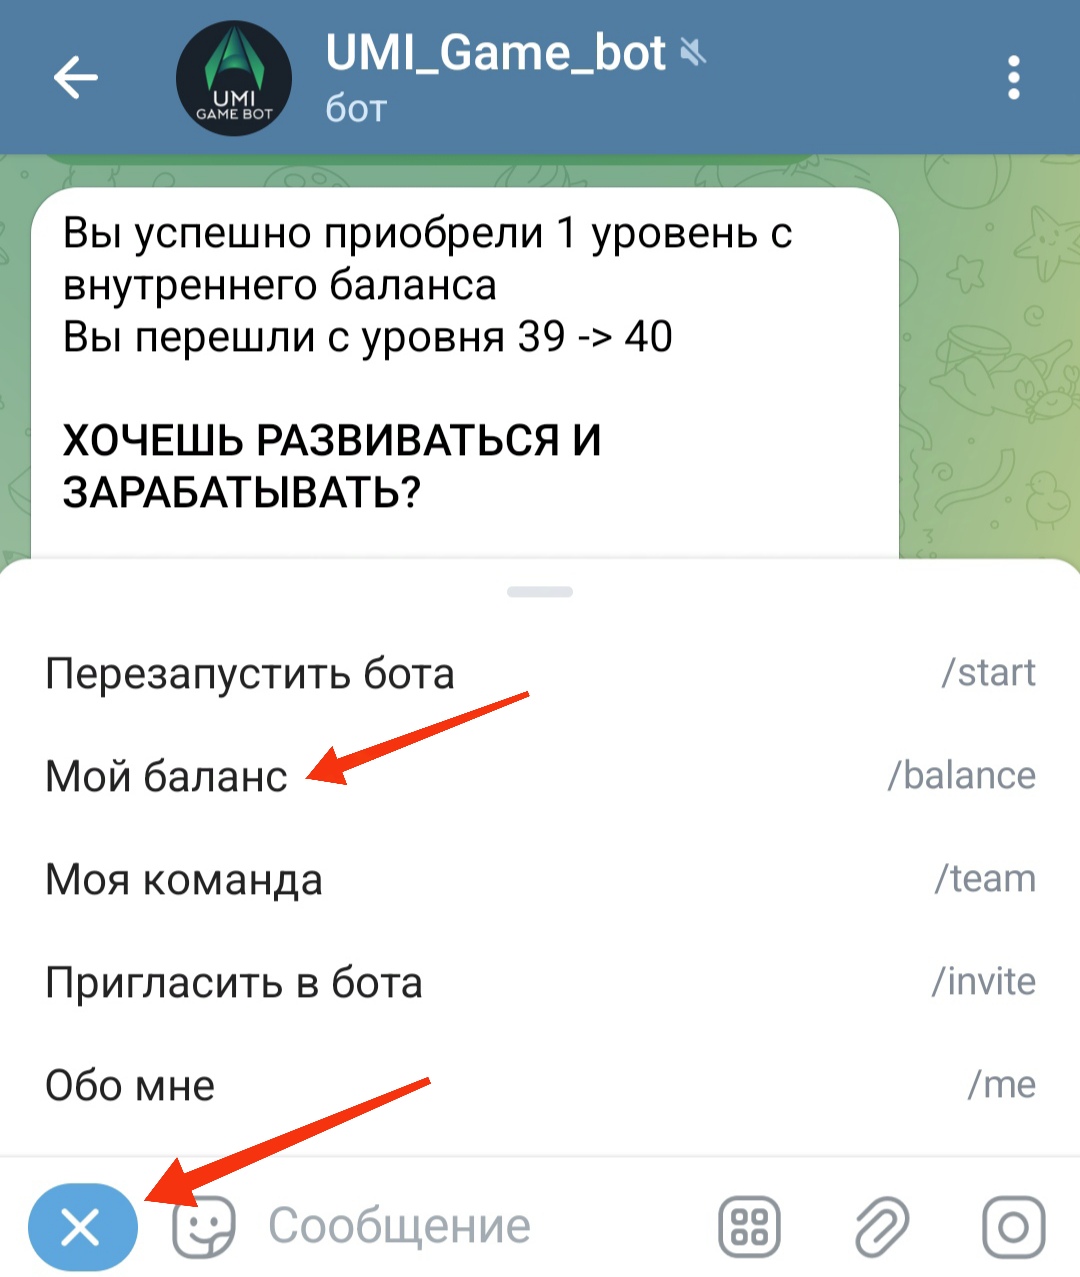 UMI_Game_bot
бот
UMI
GAME BOT
Вы успешно приобрели 1 уровень с
внутреннего баланса
Вы перешли с уровня 39 -> 40
ХОЧЕШЬ РАЗВИВАТЬСЯ И
ЗАРАБАТЫВАТЬ?
Перезапустить бота /start
Мой баланс /balance
Моя команда /team
Пригласить в бота /invite
Обо мне /me
Сообщение